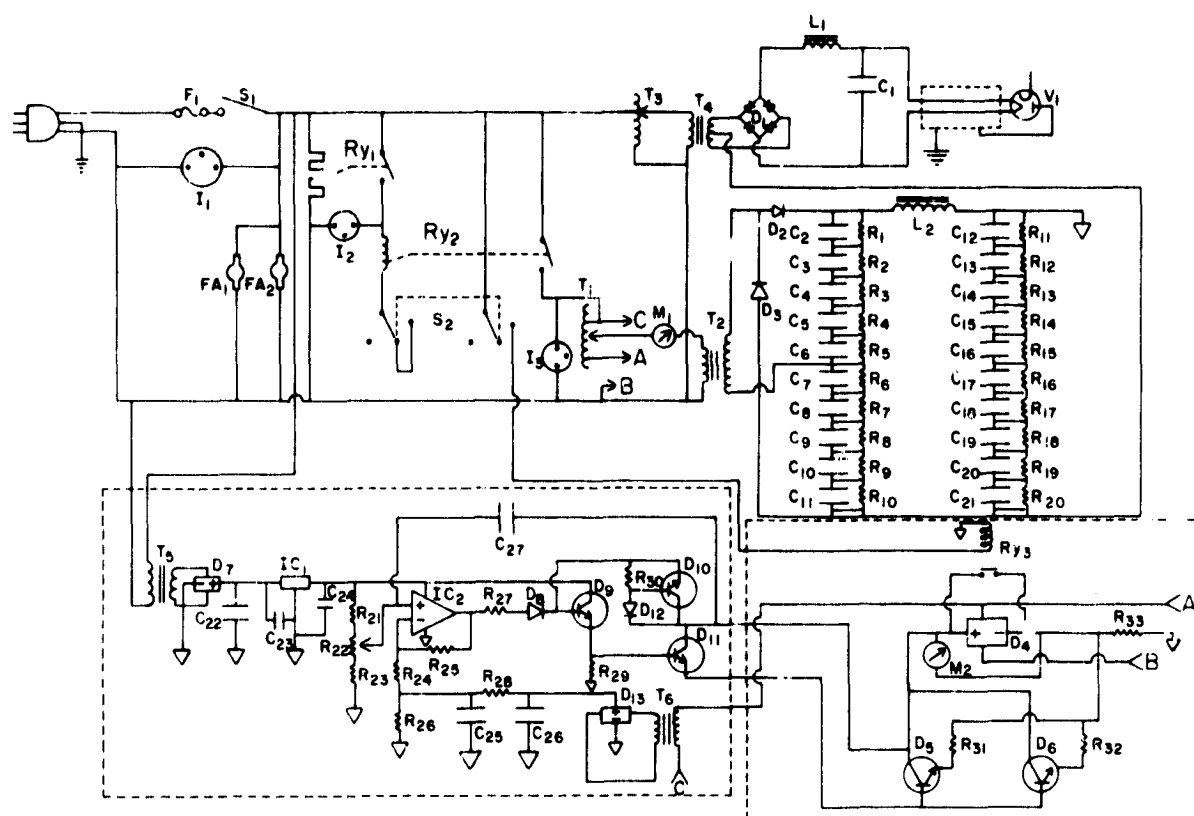 L1
F1
S1
T3
T4
D1
C1
V1
Ry1
I1
I2
Ry2
FA1
FA2
S2
T1
C
M1
A
I3
B
T2
D2
D3
L2
C2
R1
C12
R11
C3
R2
C13
R12
C4
R3
C14
R13
C5
R4
C15
R14
C6
R5
C16
R15
C7
R6
C17
R16
C8
R7
C18
R17
C9
R8
C19
R18
C10
R9
C20
R19
C11
R10
C21
R20
C27
Ry3
T5
D7
IC1
C24
C22
C23
R21
R22
R23
IC2
R27
D8
D9
R30
D10
D12
D11
R25
R24
R29
R28
R26
C25
C26
D13
T6
C
A
R33
D4
B
M2
D5
R31
D6
R32